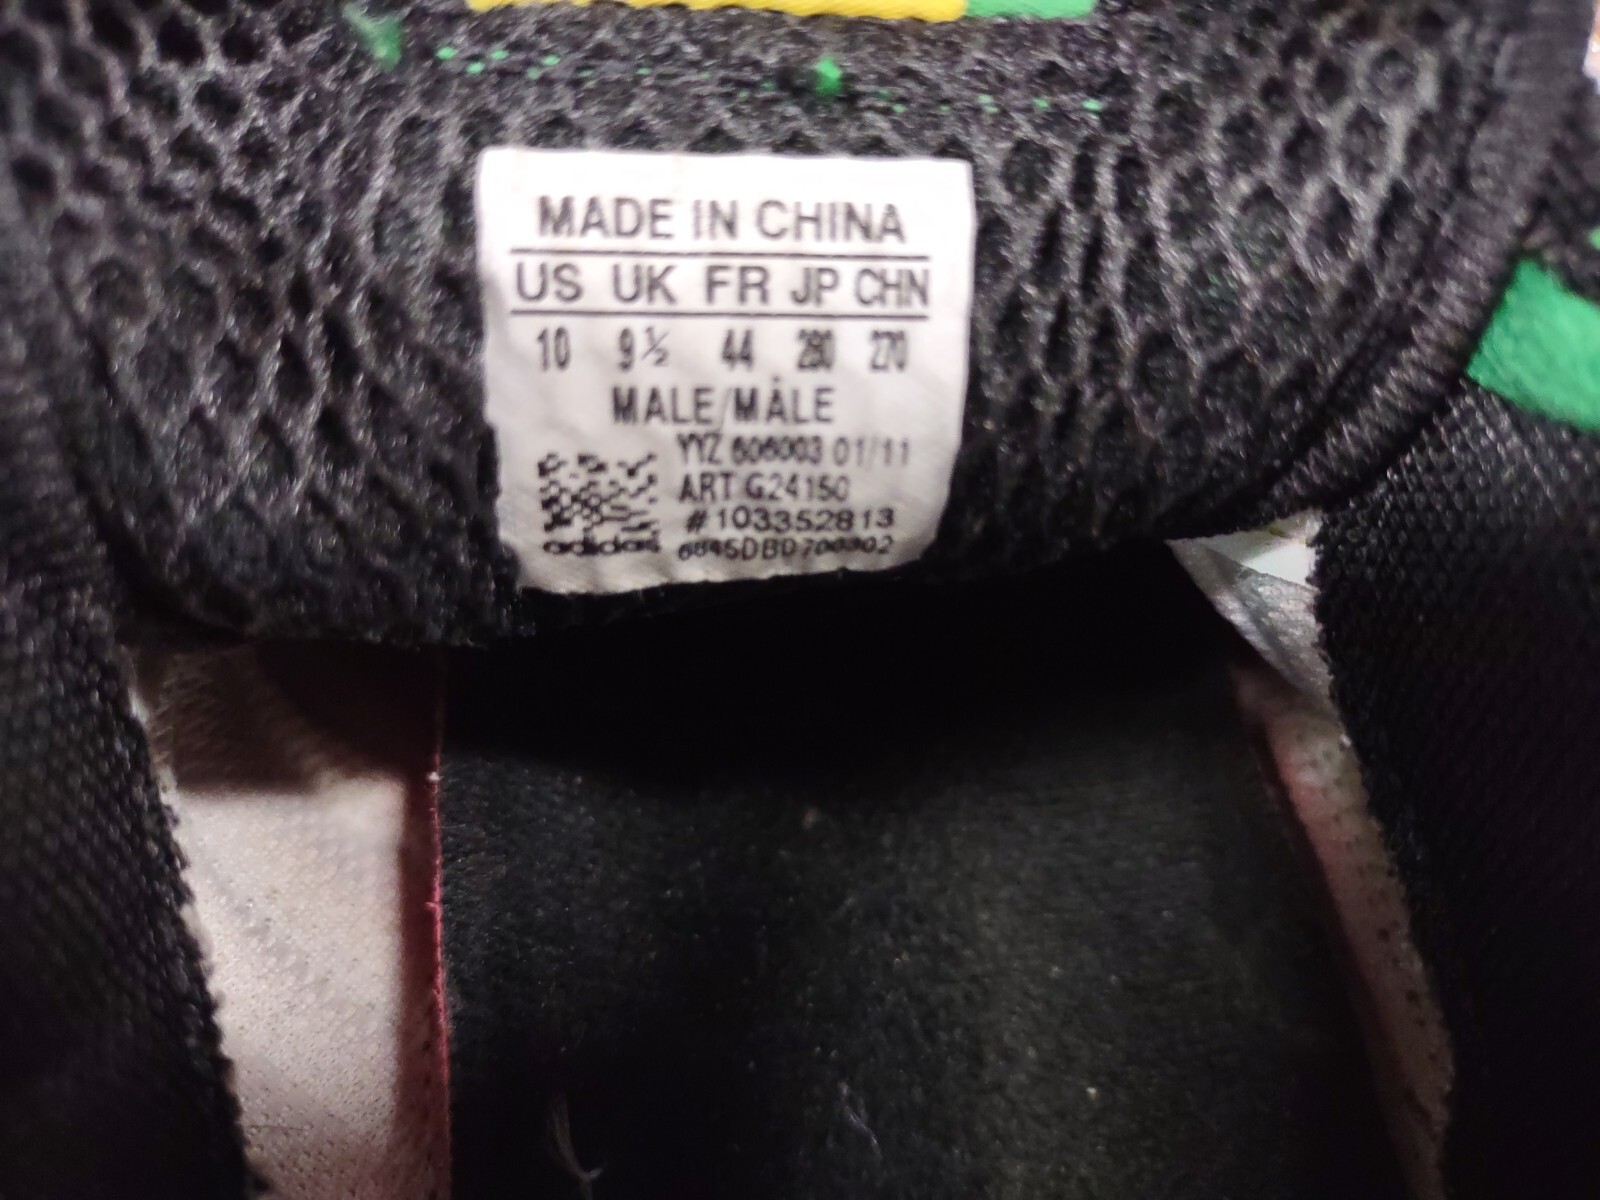 MADE IN CHINA
US UK FR JP CHN
10 9½ 44 280 270
MALE/MÂLE
YYZ 606003 01/11
ART G24150
#103352813
adidas